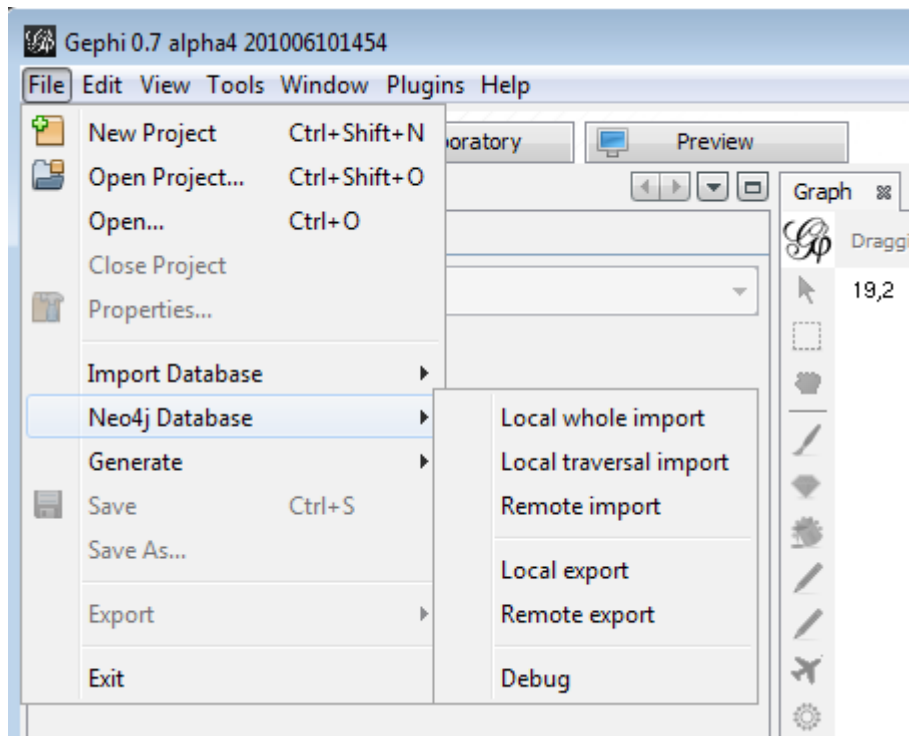 Gephi 0.7 alpha4 201006101454
File Edit View Tools Window Plugins Help
New Project Ctrl+Shift+N
oratory
Preview
Open Project... Ctrl+Shift+O
Graph
Open... Ctrl+O
Draggi
Close Project
19,2
Properties...
Import Database
Neo4j Database
Local whole import
Generate
Local traversal import
Save Ctrl+S
Remote import
Save As...
Local export
Export
Remote export
Exit
Debug